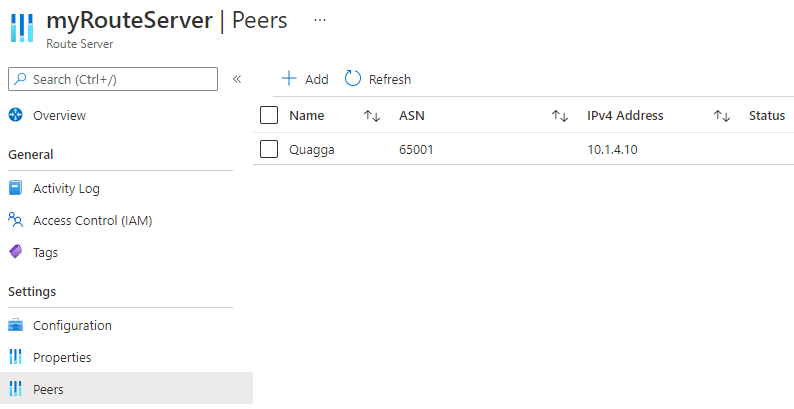 myRouteServer | Peers ...
Route Server
Search (Ctrl+/) «
Overview
General
Activity Log
Access Control (IAM)
Tags
Settings
Configuration
Properties
Peers
Add Refresh
Name ASN IPv4 Address Status
Quagga 65001 10.1.4.10